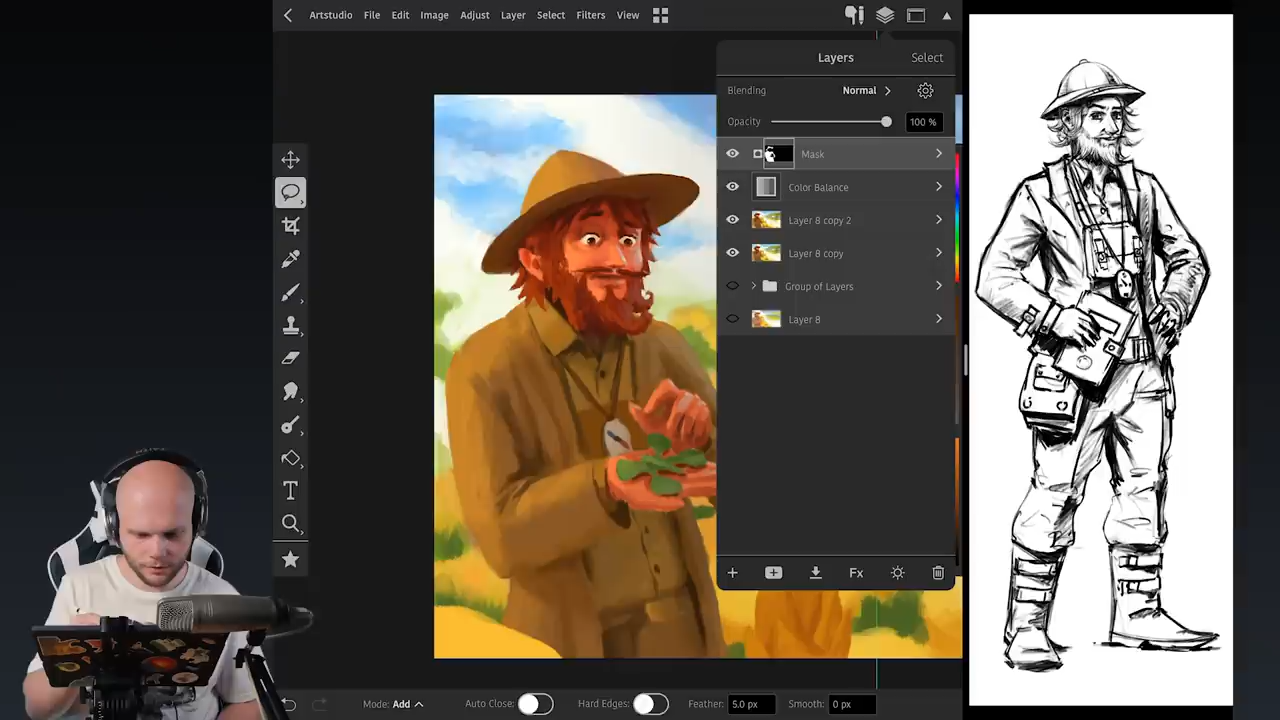 Artstudio File Edit Image Adjust Layer Select Filters View
Layers Select
Blending Normal
Opacity 100 %
Mask
Color Balance
Layer 8 copy 2
Layer 8 copy
Group of Layers
Layer 8
Fx
Mode: Add Auto Close: Hard Edges: Feather: 5.0 px Smooth: 0 px